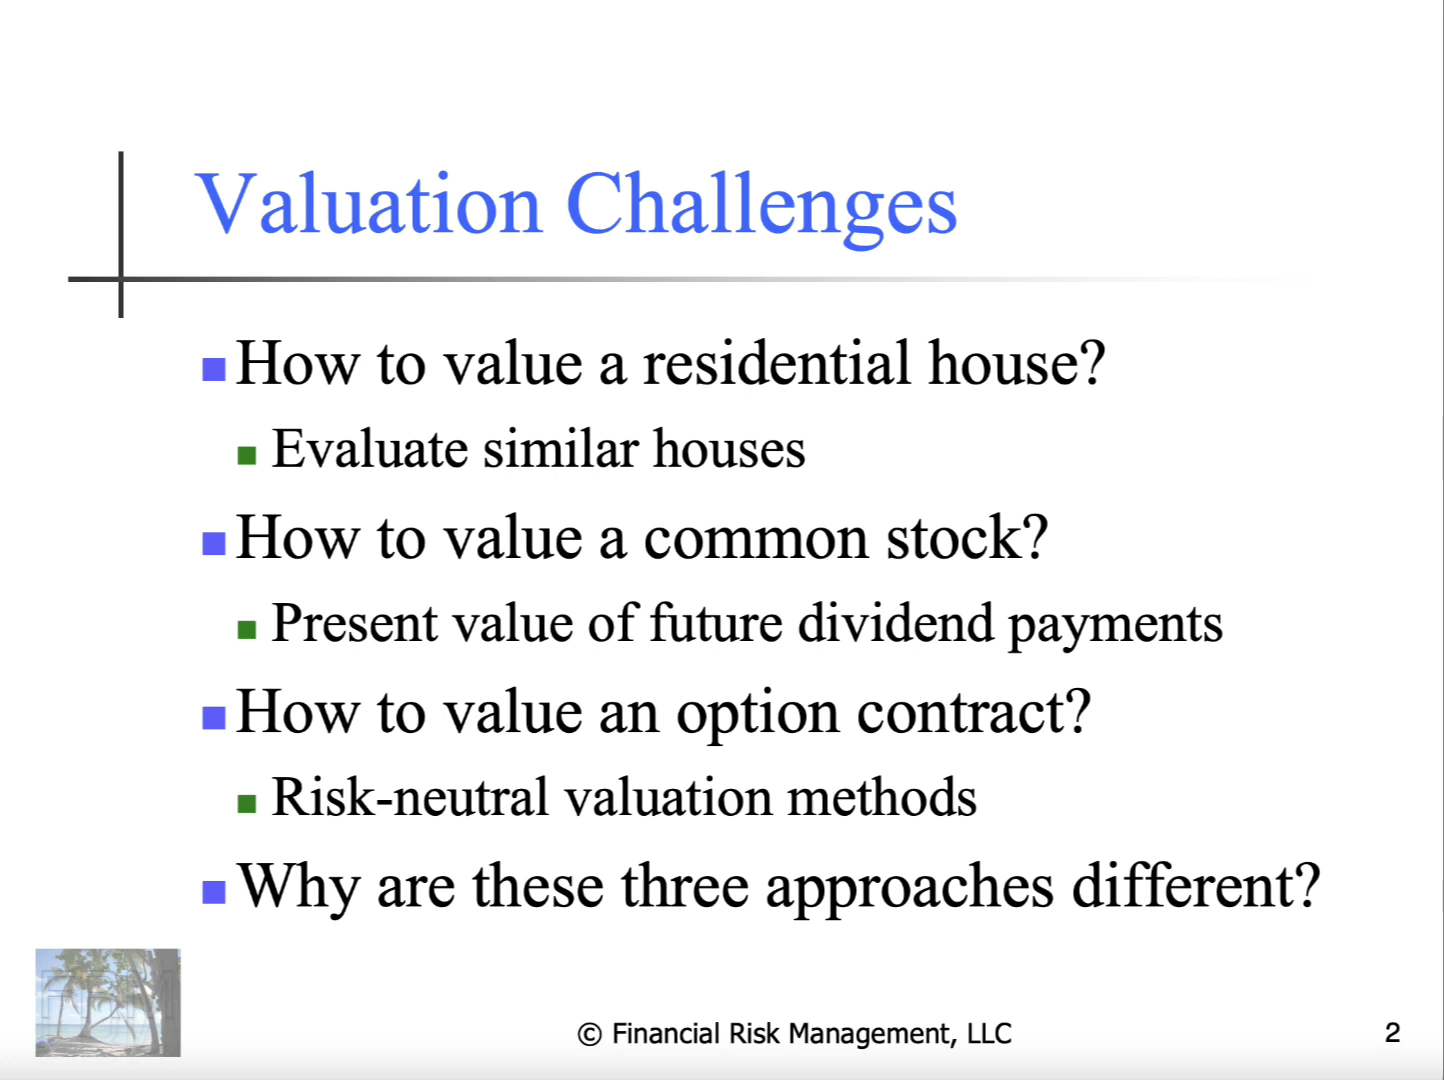 Valuation Challenges
How to value a residential house?
Evaluate similar houses
How to value a common stock?
Present value of future dividend payments
How to value an option contract?
Risk-neutral valuation methods
Why are these three approaches different?
© Financial Risk Management, LLC
2